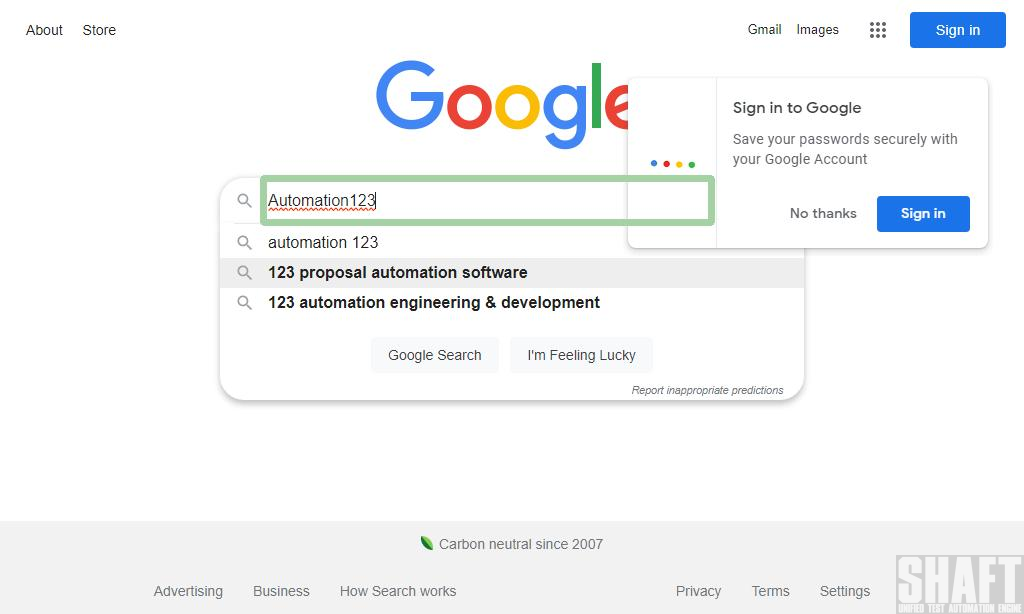 About Store Gmail Images Sign in
Google
Sign in to Google
Save your passwords securely with
your Google Account
No thanks Sign in
Automation123
automation 123
123 proposal automation software
123 automation engineering & development
Google Search I'm Feeling Lucky
Report inappropriate predictions
Carbon neutral since 2007
Advertising Business How Search works Privacy Terms Settings
SHAFT
UNIFIED TEST AUTOMATION ENGINE